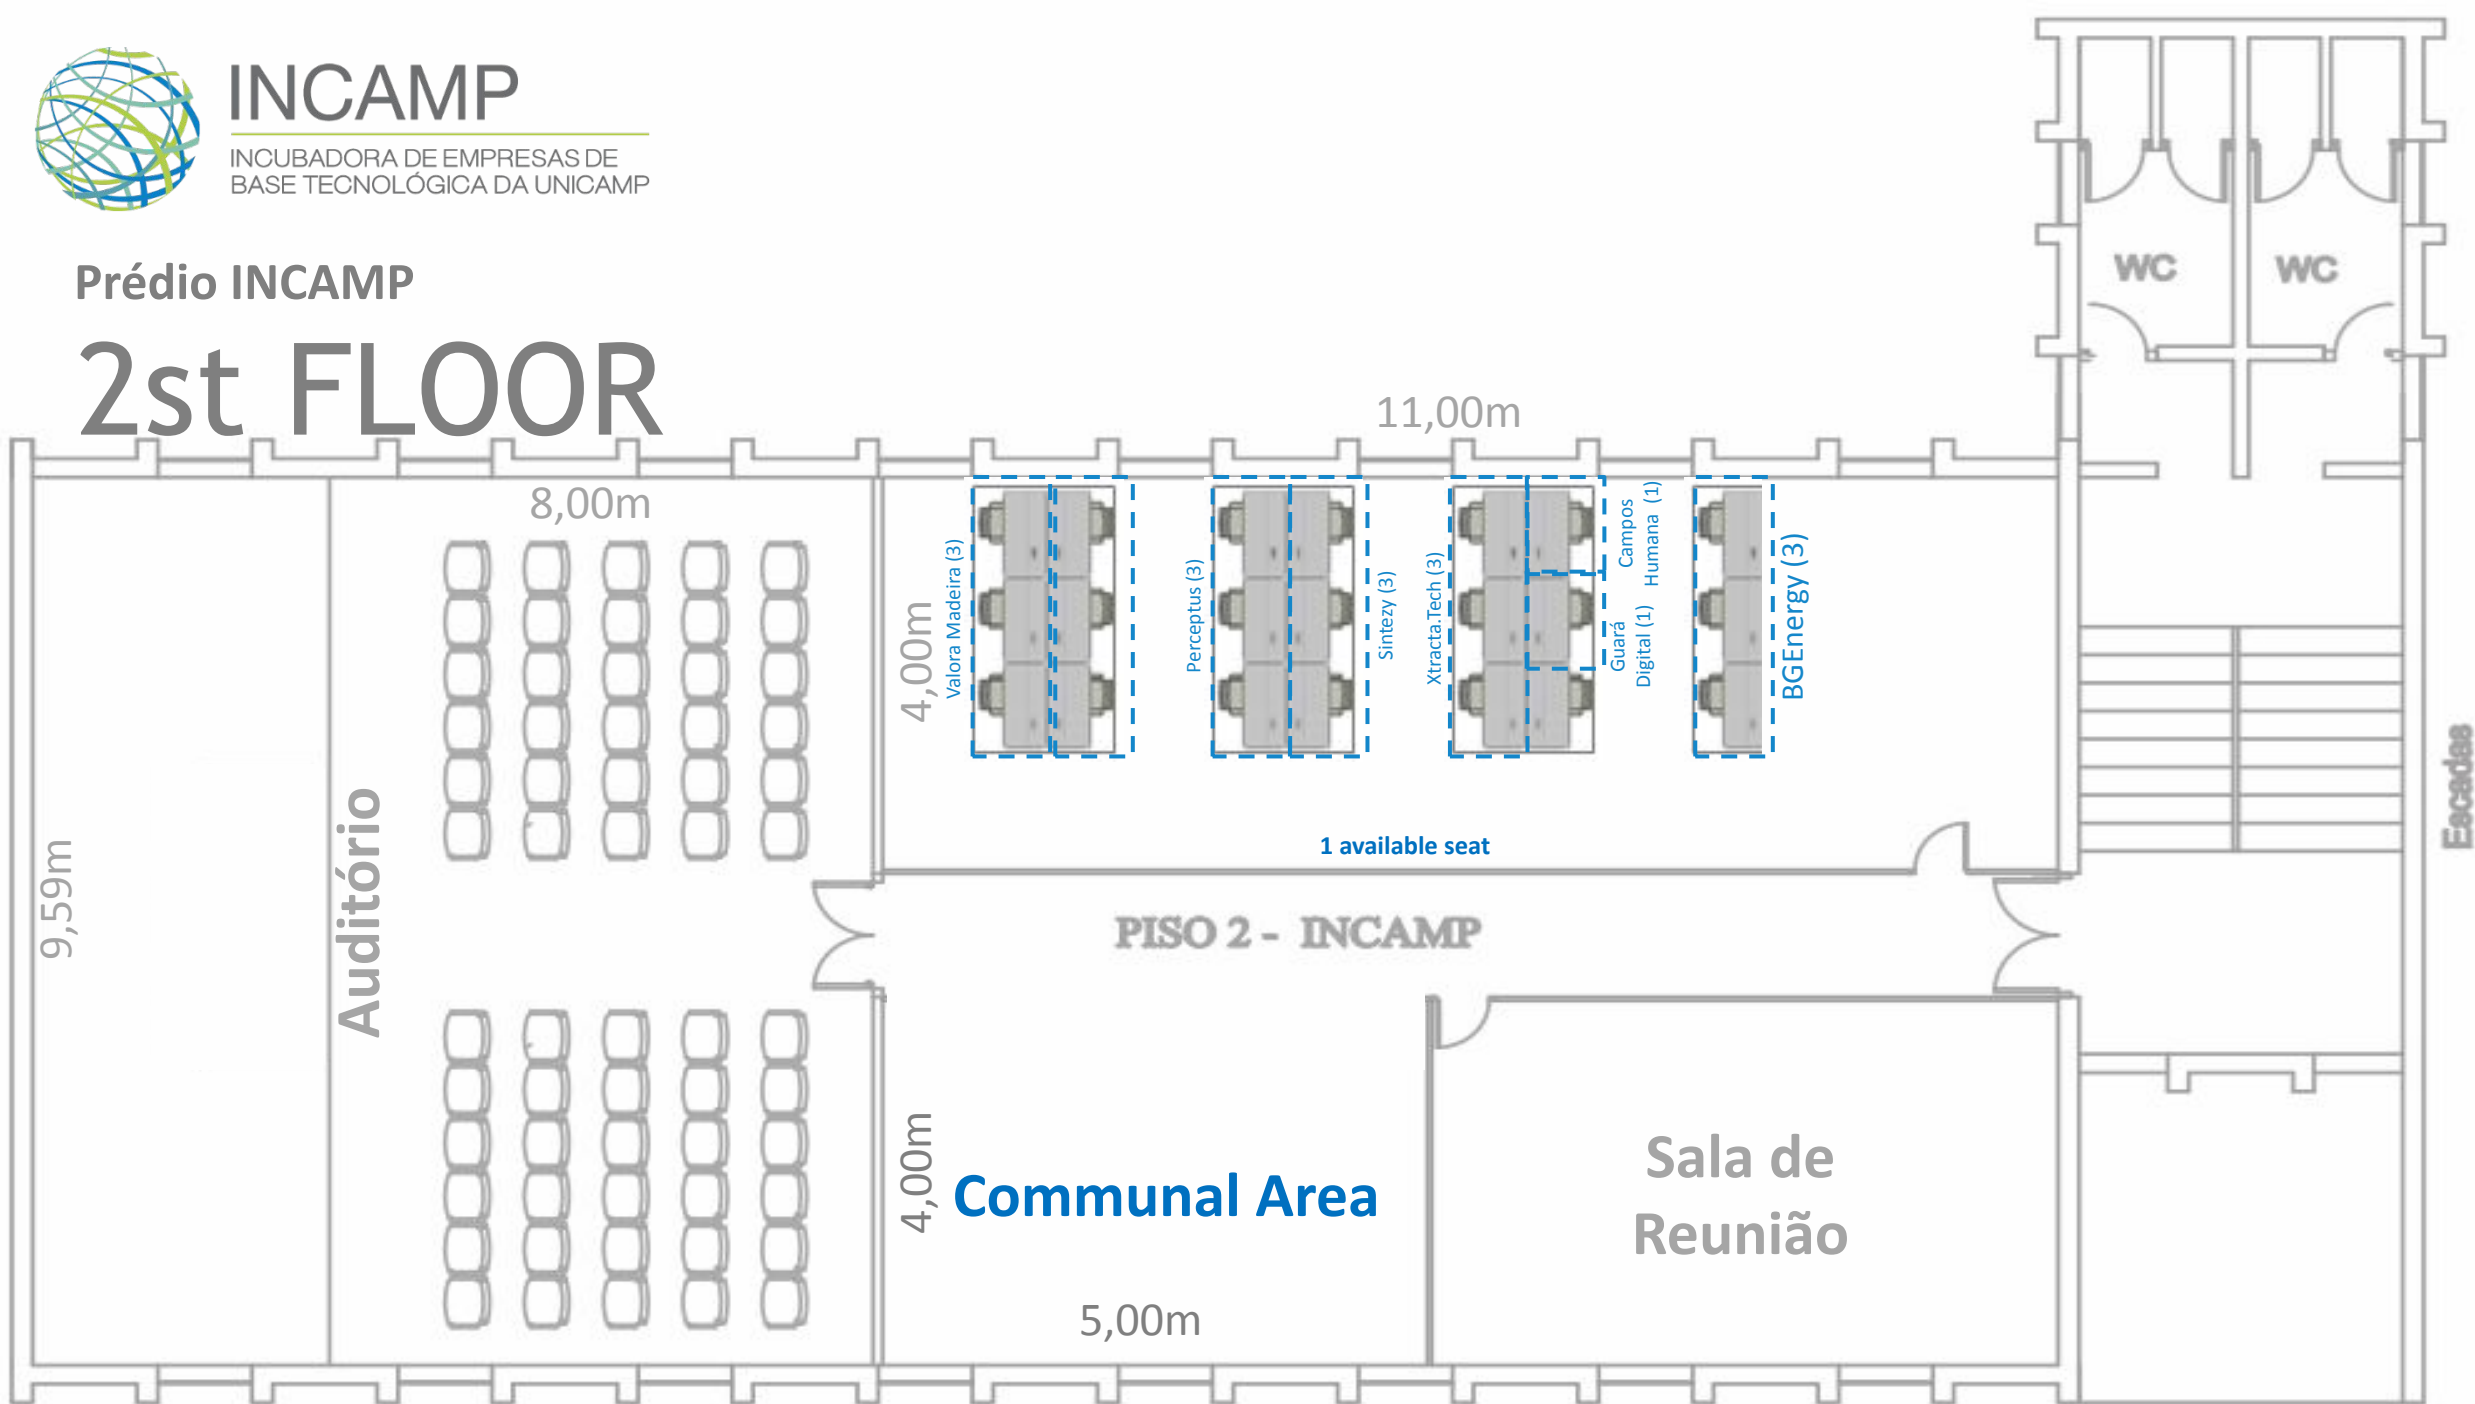 INCAMP
INCUBADORA DE EMPRESAS DE
BASE TECNOLÓGICA DA UNICAMP
Prédio INCAMP
2st FLOOR
WC
WC
11,00m
8,00m
4,00m
Valora Madeira (3)
Perceptus (3)
Sintezy (3)
Xtracta.Tech (3)
Campos
Humana (1)
Guará
Digital (1)
BGEnergy (3)
Escadas
9,59m
Auditório
1 available seat
PISO 2 - INCAMP
4,00m
Communal Area
5,00m
Sala de
Reunião